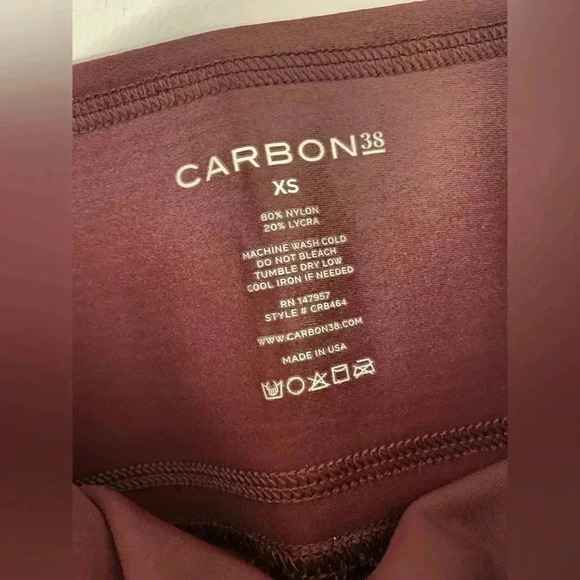 CARBON38
XS
80% NYLON
20% LYCRA
MACHINE WASH COLD
DO NOT BLEACH
TUMBLE DRY LOW
COOL IRON IF NEEDED
RN 147957
STYLE # CRB464
WWW.CARBON38.COM
MADE IN USA